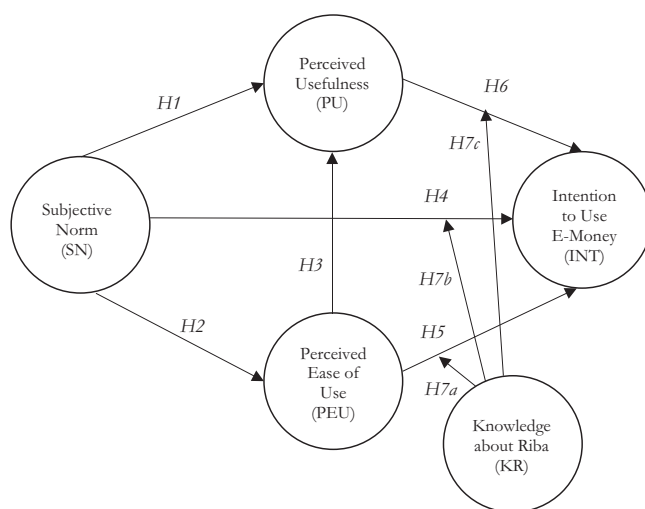 Perceived
Usefulness
(PU)
H1
H6
H7c
Subjective
Norm
(SN)
H4
Intention
to Use
E-Money
(INT)
H3
H7b
H2
H5
Perceived
Ease of
Use
(PEU)
H7a
Knowledge
about Riba
(KR)